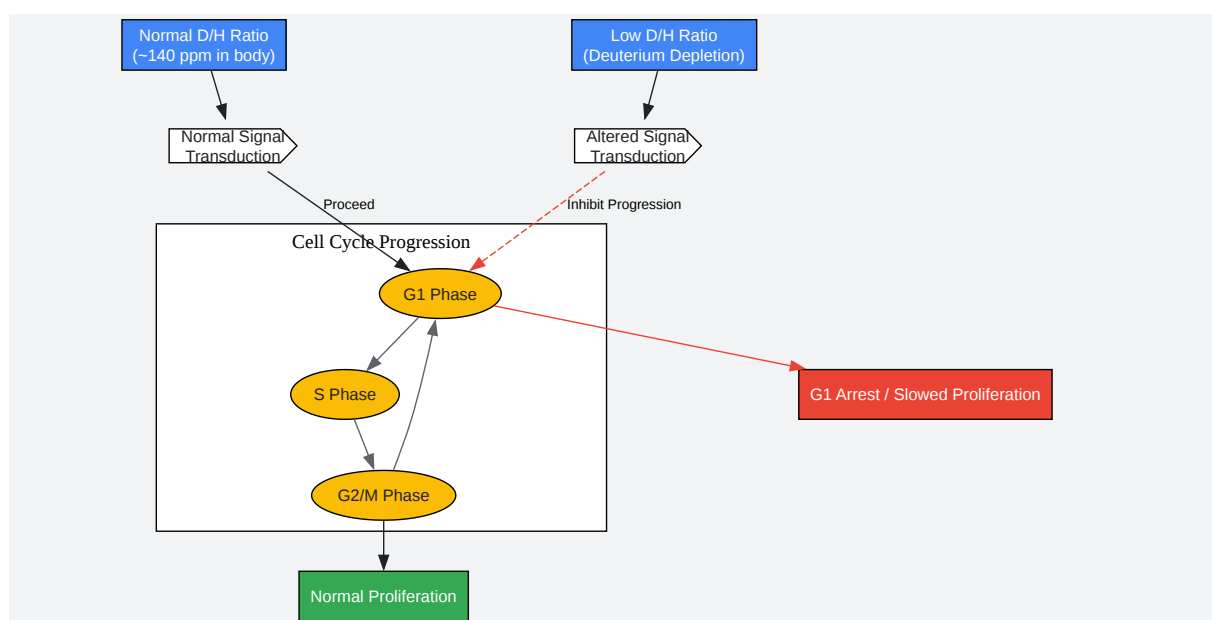 Normal D/H Ratio
(~140 ppm in body)
Low D/H Ratio
(Deuterium Depletion)
Normal Signal
Transduction
Altered Signal
Transduction
Proceed
Inhibit Progression
Cell Cycle Progression
G1 Phase
S Phase
G1 Arrest / Slowed Proliferation
G2/M Phase
Normal Proliferation